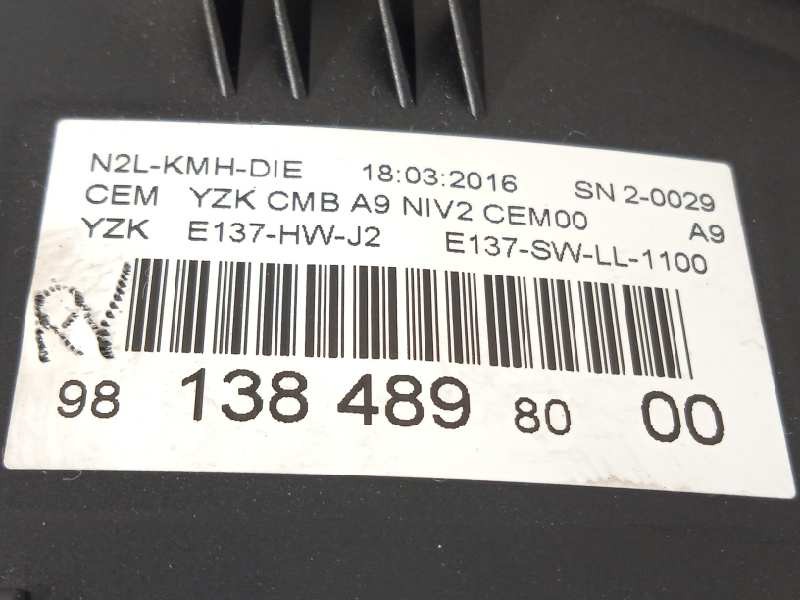 N2L-KMH-DIE 18:03:2016 SN 2-0029
CEM YZK CMB A9 NIV2 CEM00 A9
YZK E137-HW-J2 E137-SW-LL-1100
RV
98 138 489 80 00